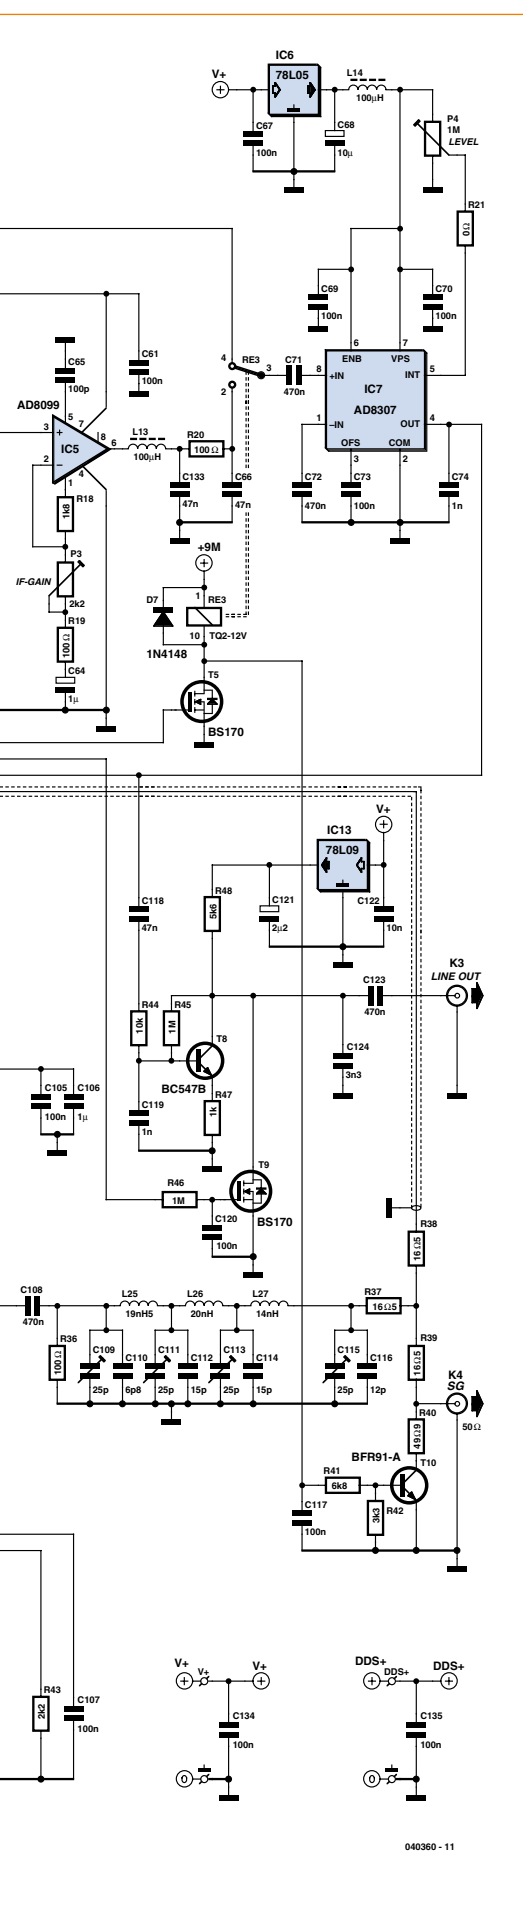 IC6
V+
78L05
L14
100µH
C67
100n
C68
10µ
P4
1M
LEVEL
R21
0Ω
C69
100n
C70
100n
C65
100p
C61
100n
4
RE3
3
2
C71
470n
6
7
ENB
VPS
8
+IN
INT
5
IC7
AD8307
1
–IN
OUT
4
OFS
COM
3
2
AD8099
3
+
5
7
8
6
IC5
2
–
4
1
L13
100µH
R20
100Ω
C133
47n
C66
47n
C72
470n
C73
100n
C74
1n
R18
1k8
P3
IF-GAIN
2k2
R19
100Ω
C64
1µ
+9M
D7
1
RE3
10
TQ2-12V
1N4148
T5
BS170
V+
IC13
78L09
R48
5k6
C121
2µ2
C122
10n
C118
47n
K3
LINE OUT
C123
470n
R44
10k
R45
1M
T8
BC547B
C124
3n3
C105
100n
C106
1µ
C119
1n
R47
1k
T9
R46
1M
BS170
C120
100n
R38
16Ω5
C108
470n
L25
19nH5
L26
20nH
L27
14nH
R37
16Ω5
R36
100Ω
C109
25p
C110
6p8
C111
25p
C112
15p
C113
25p
C114
15p
C115
25p
C116
12p
R39
16Ω5
K4
SG
R40
49Ω9
50Ω
BFR91-A
T10
R41
6k8
R42
3k3
C117
100n
R43
2k2
C107
100n
V+
V+
V+
C134
100n
0
DDS+
DDS+
DDS+
C135
100n
0
040360 - 11